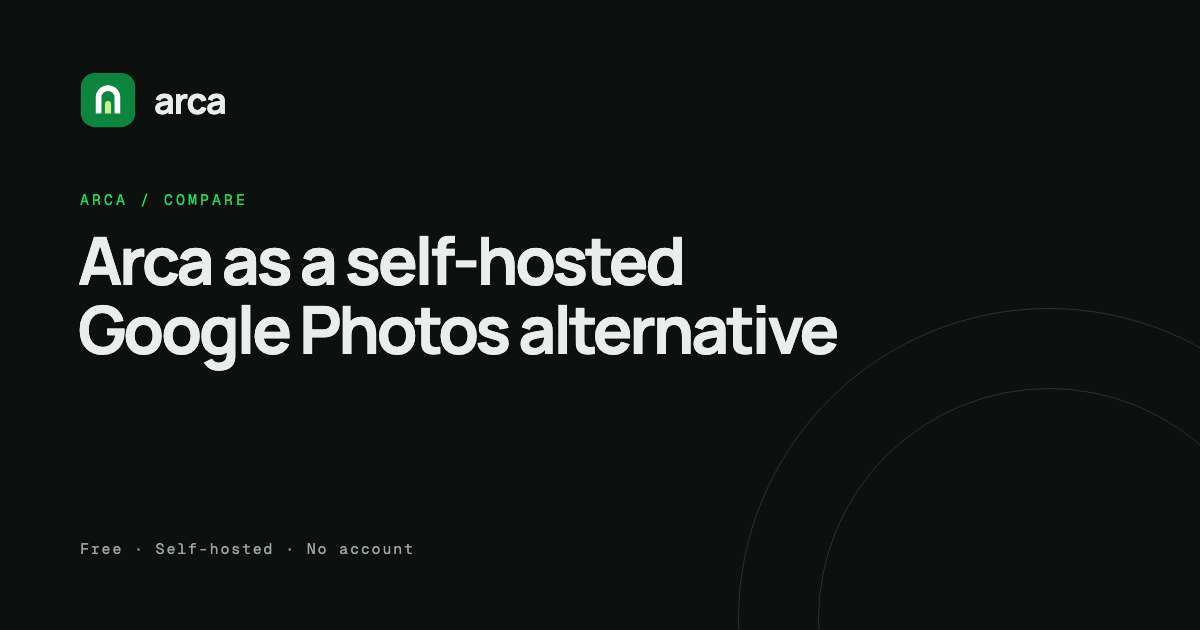 arca
ARCA / COMPARE
Arca as a self-hosted
Google Photos alternative
Free · Self-hosted · No account